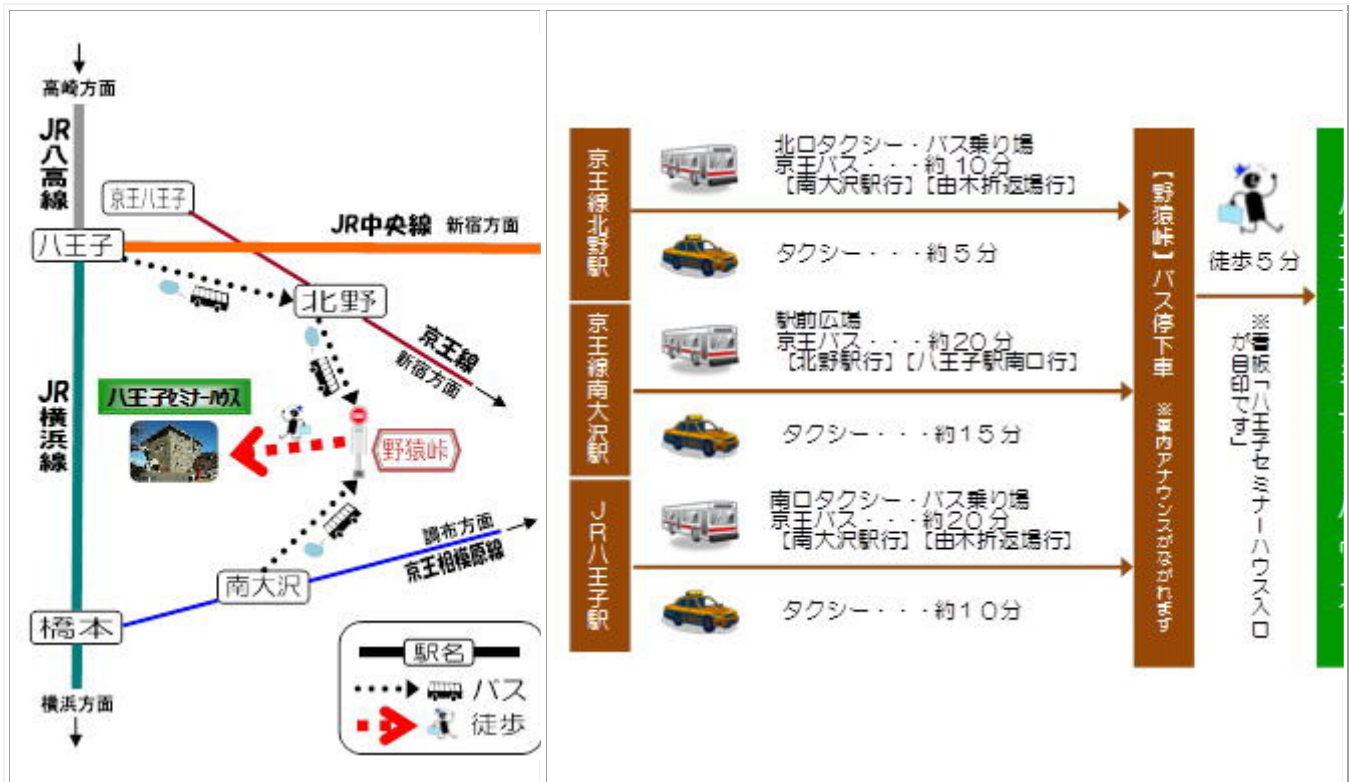 高崎方面
JR八高線
京王八王子
JR中央線 新宿方面
八王子
北野
京王線
新宿方面
八王子セミナーハウス
JR横浜線
野猿峠
調布方面
京王相模原線
南大沢
橋本
横浜方面
駅名
バス
徒歩
京王線北野駅
北口タクシー・バス乗り場
京王バス・・・約10分
【南大沢駅行】【由木折返場行】
タクシー・・・約5分
京王線南大沢駅
駅前広場
京王バス・・・約20分
【北野駅行】【八王子駅南口行】
タクシー・・・約15分
JR八王子駅
南口タクシー・バス乗り場
京王バス・・・約20分
【南大沢駅行】【由木折返場行】
タクシー・・・約10分
【野猿峠】バス停下車 ※車内アナウンスがながれます
徒歩5分
※看板「八王子セミナーハウス入口
が目印です」